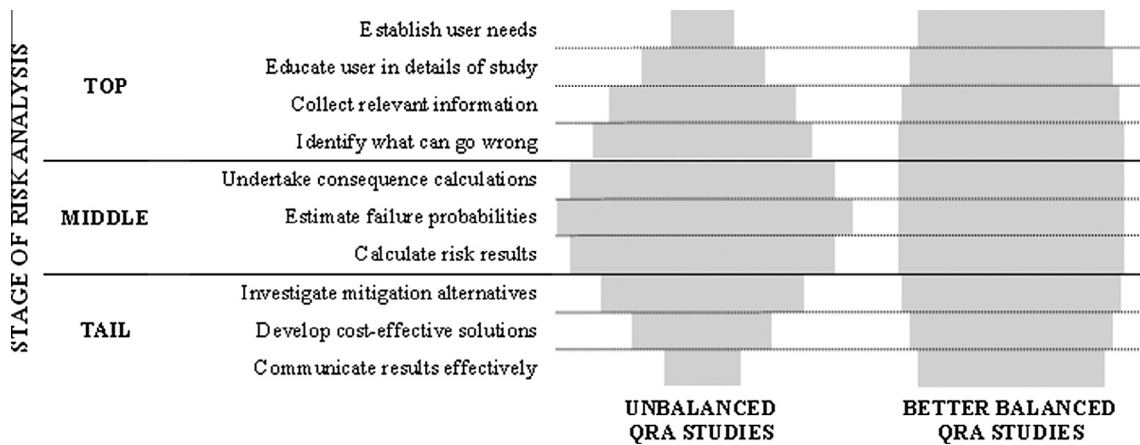 STAGE OF RISK ANALYSIS
TOP
Establish user needs
Educate user in details of study
Collect relevant information
Identify what can go wrong
MIDDLE
Undertake consequence calculations
Estimate failure probabilities
Calculate risk results
TAIL
Investigate mitigation alternatives
Develop cost-effective solutions
Communicate results effectively
UNBALANCED
QRA STUDIES
BETTER BALANCED
QRA STUDIES